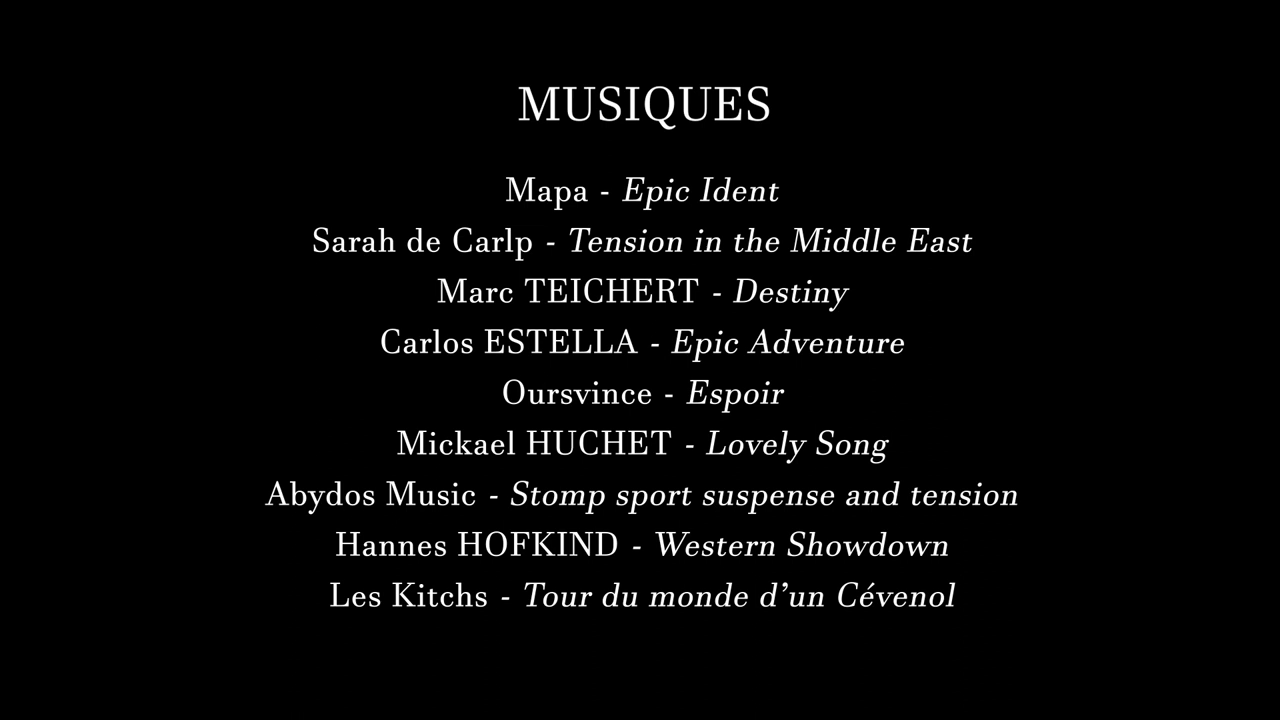 MUSIQUES
Mapa - Epic Ident
Sarah de Carlp - Tension in the Middle East
Marc TEICHERT - Destiny
Carlos ESTELLA - Epic Adventure
Oursvince - Espoir
Mickael HUCHET - Lovely Song
Abydos Music - Stomp sport suspense and tension
Hannes HOFKIND - Western Showdown
Les Kitchs - Tour du monde d’un Cévenol